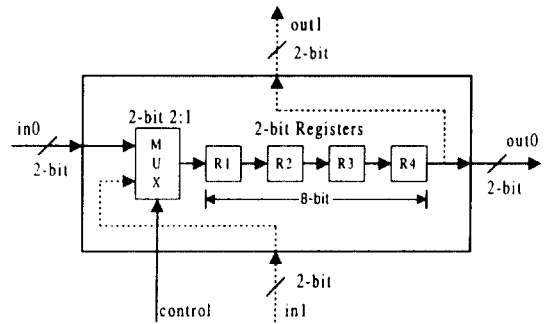 out1
2-bit
2-bit 2:1
2-bit Registers
in0
2-bit
M
U
X
R1
R2
R3
R4
out0
2-bit
8-bit
2-bit
control
in1